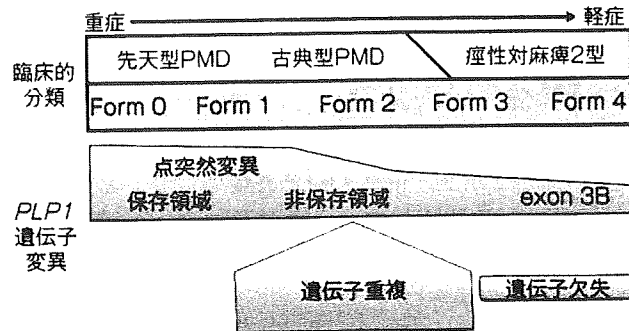 重症 軽症
臨床的
分類
先天型PMD 古典型PMD 痙性対麻痺2型
Form 0 Form 1 Form 2 Form 3 Form 4
PLP1
遺伝子
変異
点突然変異
保存領域 非保存領域 exon 3B
遺伝子重複 遺伝子欠失